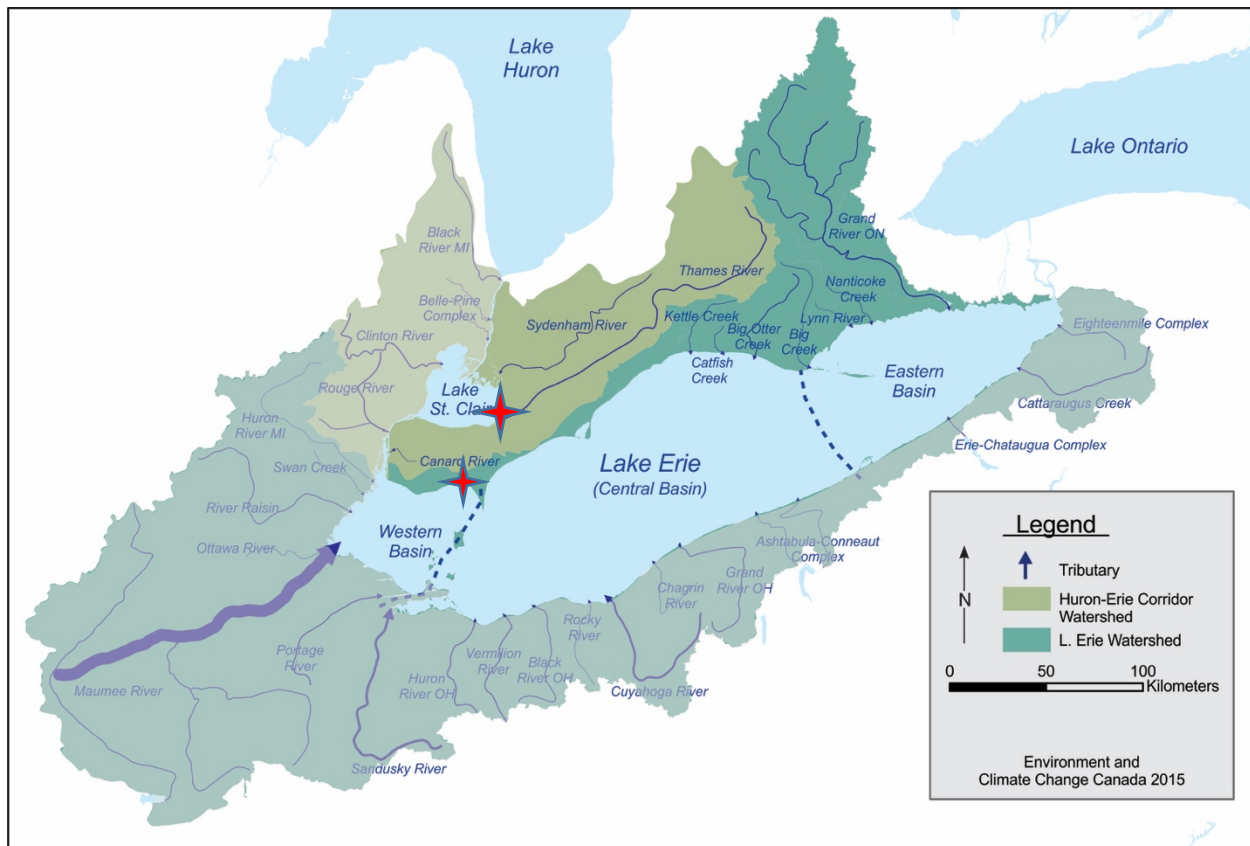 Lake
Huron
Lake Ontario
Black
River MI
Grand
River ON
Belle-Pine
Complex
Thames River
Nanticoke
Creek
Clinton River
Sydenham River
Kettle Creek
Lynn River
Big Otter
Creek
Big
Creek
Eighteenmile Complex
Catfish
Creek
Rouge River
Lake
St. Clair
Eastern
Basin
Cattaraugus Creek
Huron
River MI
Erie-Chataugua Complex
Swan Creek
Canard River
Lake Erie
(Central Basin)
River Raisin
Western
Basin
Ottawa River
Ashtabula-Conneaut
Complex
Grand
River OH
Chagrin
River
Rocky
River
Portage
River
Vermilion
River
Black
River OH
Huron
River OH
Maumee River
Cuyahoga River
Sandusky River
Legend
N
Tributary
Huron-Erie Corridor
Watershed
L. Erie Watershed
0 50 100
Kilometers
Environment and
Climate Change Canada 2015